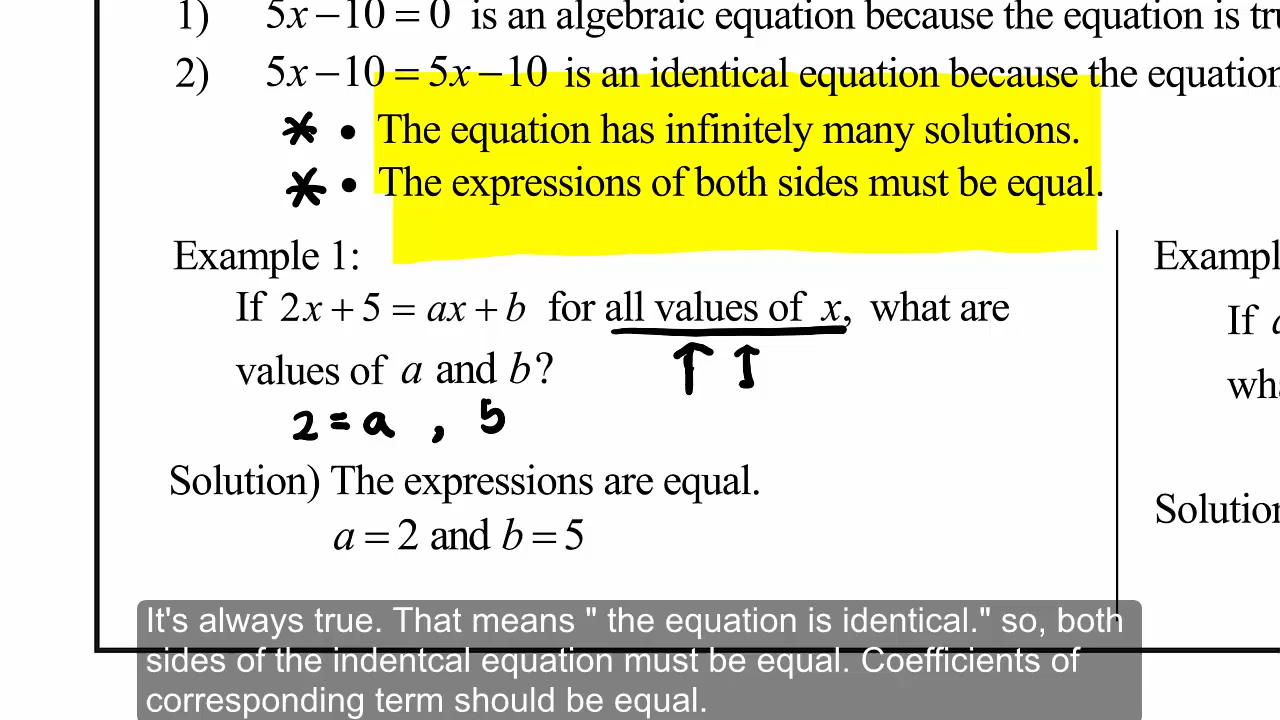 1) 5x − 10 = 0 is an algebraic equation because the equation is tru
2) 5x − 10 = 5x − 10 is an identical equation because the equation
* • The equation has infinitely many solutions.
* • The expressions of both sides must be equal.
Example 1:
If 2x + 5 = ax + b for all values of x, what are
values of a and b?
2 = a , 5
Solution) The expressions are equal.
a = 2 and b = 5
Exampl
If a
wha
Solution
It's always true. That means " the equation is identical." so, both
sides of the indentcal equation must be equal. Coefficients of
corresponding term should be equal.